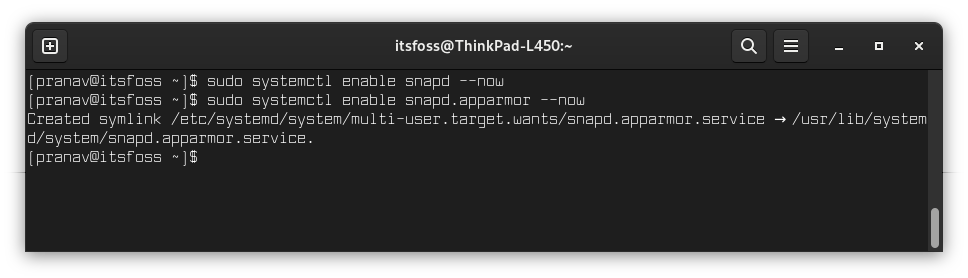 itsfoss@ThinkPad-L450:~
[pranav@itsfoss ~]$ sudo systemctl enable snapd --now
[pranav@itsfoss ~]$ sudo systemctl enable snapd.apparmor --now
Created symlink /etc/systemd/system/multi-user.target.wants/snapd.apparmor.service → /usr/lib/system
d/system/snapd.apparmor.service.
[pranav@itsfoss ~]$